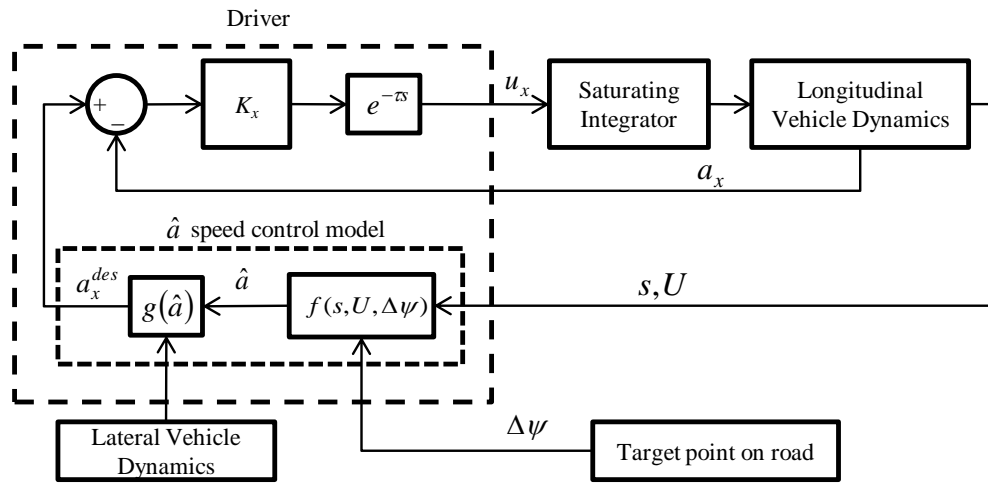 Driver
+
−
K_x
e^{−τs}
u_x
Saturating
Integrator
Longitudinal
Vehicle Dynamics
a_x
â speed control model
a_x^{des}
g(â)
â
f(s,U,Δψ)
s,U
Lateral Vehicle
Dynamics
Δψ
Target point on road